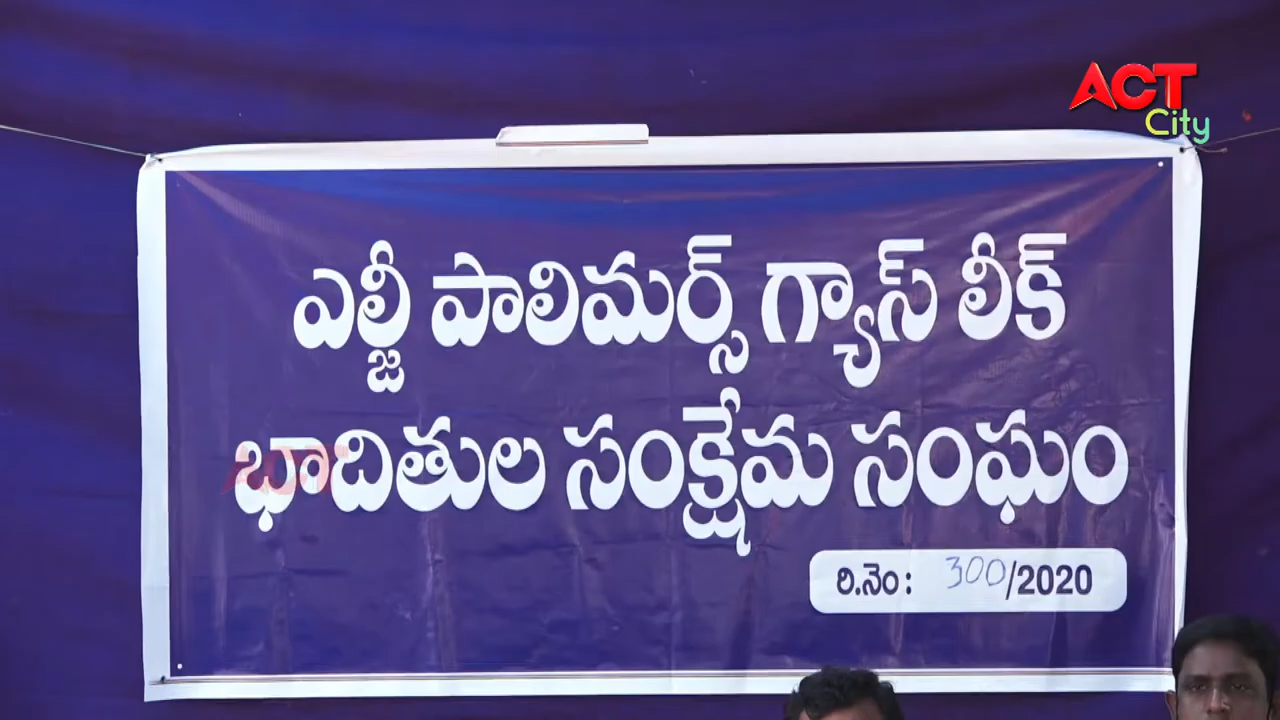 ACT
City
ఎల్జీ పాలిమర్స్ గ్యాస్ లీక్
భాదితుల సంక్షేమ సంఘం
రి.నెం : 300/2020